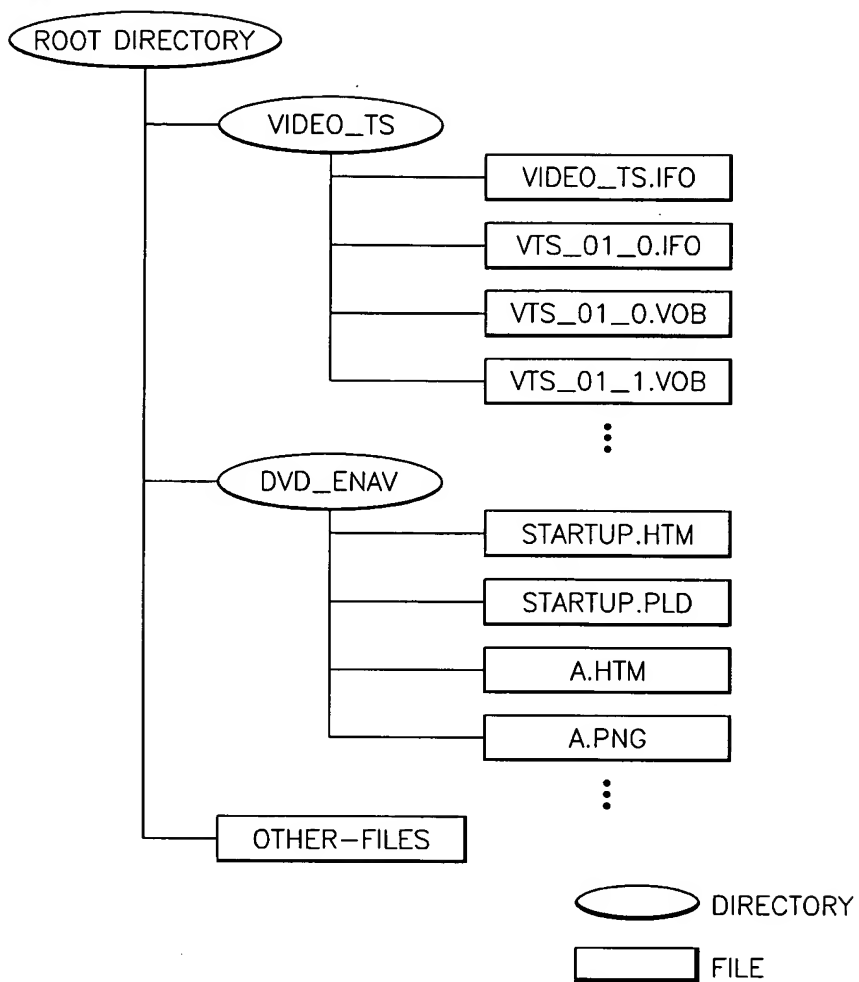 ROOT DIRECTORY
VIDEO_TS
VIDEO_TS.IFO
VTS_01_0.IFO
VTS_01_0.VOB
VTS_01_1.VOB
DVD_ENAV
STARTUP.HTM
STARTUP.PLD
A.HTM
A.PNG
OTHER-FILES
DIRECTORY
FILE